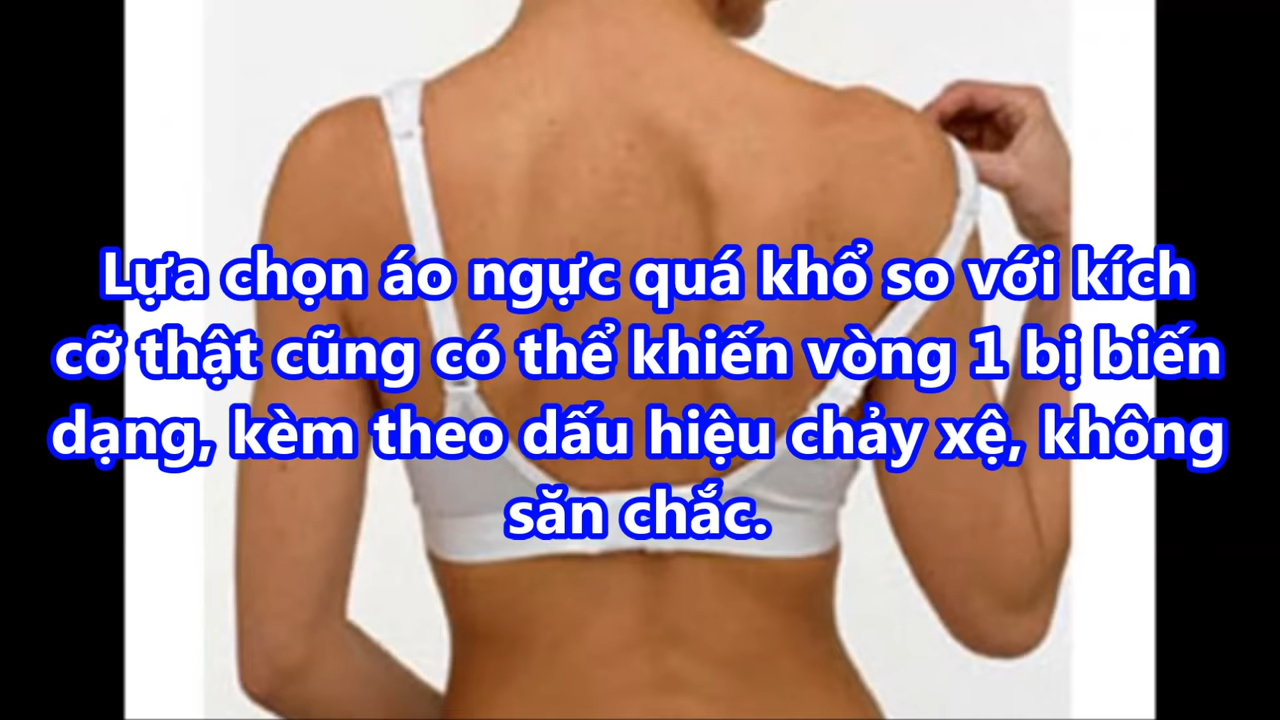 Lựa chọn áo ngực quá khổ so với kích
cỡ thật cũng có thể khiến vòng 1 bị biến
dạng, kèm theo dấu hiệu chảy xệ, không
săn chắc.